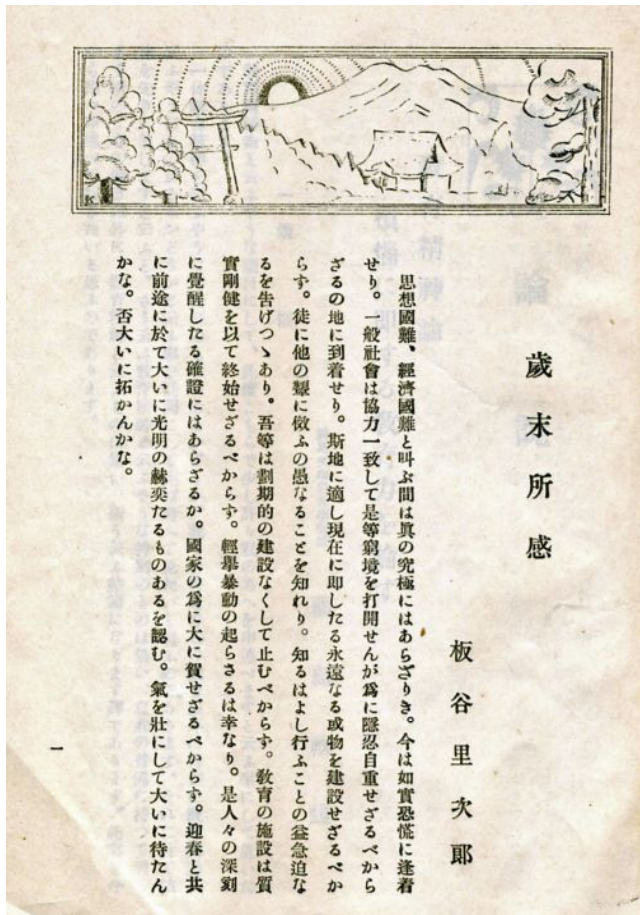 歲末所感
板谷里次郞
思想國難、經濟國難と叫ぶ間は眞の究極にはあらざりき。今は如實恐慌に逢着
せり。一般社會は協力一致して是等窮境を打開せんが爲に隱忍自重せざるべから
ざるの地に到着せり。斯地に適し現在に即したる永遠なる或物を建設せざるべか
らず。徒に他の顰に傚ふの愚なることを知れり。知るはよし行ふことの益急迫な
るを告げつゝあり。吾等は劃期的の建設なくして止むべからず。敎育の施設は質
實剛健を以て終始せざるべからず。輕擧暴動の起らさるは幸なり。是人々の深刻
に覺醒したる確證にはあらざるか。國家の爲に大に賀せざるべからず。迎春と共
に前途に於て大いに光明の赫奕たるものあるを認む。氣を壯にして大いに待たん
かな。否大いに拓かんかな。
一